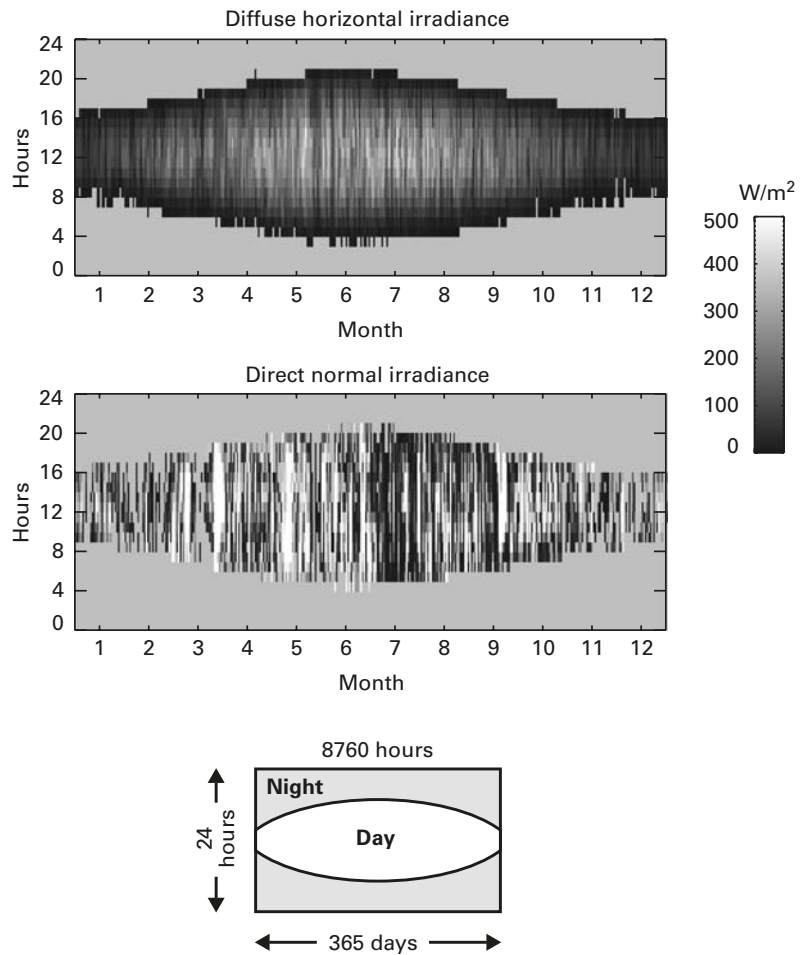 Diffuse horizontal irradiance
24
20
16
12
8
4
0
Hours
1 2 3 4 5 6 7 8 9 10 11 12
Month
W/m²
500
400
300
200
100
0
Direct normal irradiance
24
20
16
12
8
4
0
Hours
1 2 3 4 5 6 7 8 9 10 11 12
Month
8760 hours
Night
Day
24
hours
365 days